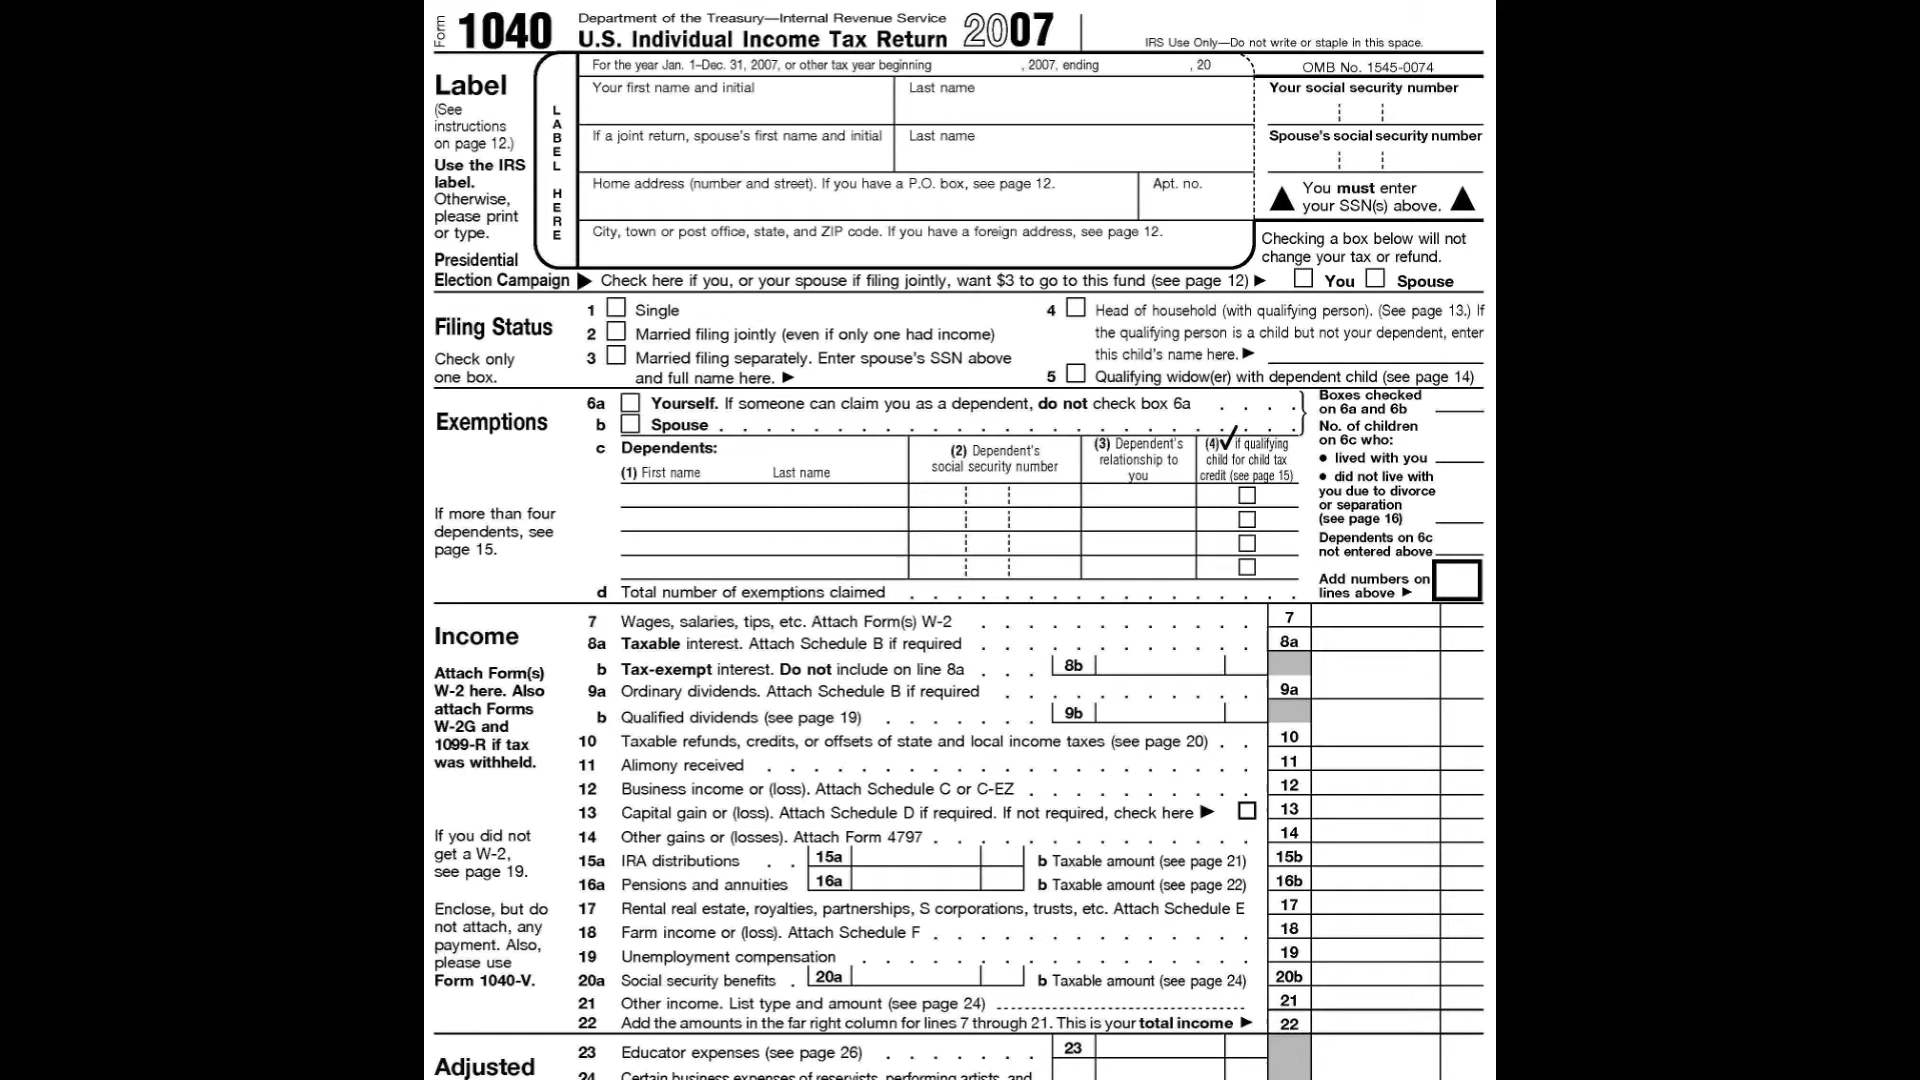 Form 1040 Department of the Treasury—Internal Revenue Service
U.S. Individual Income Tax Return 2007
IRS Use Only—Do not write or staple in this space.
For the year Jan. 1–Dec. 31, 2007, or other tax year beginning , 2007, ending , 20
OMB No. 1545-0074
Label
(See
instructions
on page 12.)
Use the IRS
label.
Otherwise,
please print
or type.
LABEL HERE
Your first name and initial Last name
Your social security number
If a joint return, spouse's first name and initial Last name
Spouse's social security number
Home address (number and street). If you have a P.O. box, see page 12. Apt. no.
You must enter
your SSN(s) above.
City, town or post office, state, and ZIP code. If you have a foreign address, see page 12.
Checking a box below will not
change your tax or refund.
Presidential
Election Campaign ▶ Check here if you, or your spouse if filing jointly, want $3 to go to this fund (see page 12) ▶ You Spouse
Filing Status
Check only
one box.
1 Single
2 Married filing jointly (even if only one had income)
3 Married filing separately. Enter spouse's SSN above
and full name here. ▶
4 Head of household (with qualifying person). (See page 13.) If
the qualifying person is a child but not your dependent, enter
this child's name here. ▶
5 Qualifying widow(er) with dependent child (see page 14)
Exemptions
6a Yourself. If someone can claim you as a dependent, do not check box 6a . . . .
b Spouse
c Dependents:
(1) First name Last name
(2) Dependent's
social security number
(3) Dependent's
relationship to
you
(4) ✓ if qualifying
child for child tax
credit (see page 15)
If more than four
dependents, see
page 15.
d Total number of exemptions claimed
Boxes checked
on 6a and 6b
No. of children
on 6c who:
● lived with you
● did not live with
you due to divorce
or separation
(see page 16)
Dependents on 6c
not entered above
Add numbers on
lines above ▶
Income
Attach Form(s)
W-2 here. Also
attach Forms
W-2G and
1099-R if tax
was withheld.
If you did not
get a W-2,
see page 19.
Enclose, but do
not attach, any
payment. Also,
please use
Form 1040-V.
7 Wages, salaries, tips, etc. Attach Form(s) W-2 7
8a Taxable interest. Attach Schedule B if required 8a
b Tax-exempt interest. Do not include on line 8a 8b
9a Ordinary dividends. Attach Schedule B if required 9a
b Qualified dividends (see page 19) 9b
10 Taxable refunds, credits, or offsets of state and local income taxes (see page 20) 10
11 Alimony received 11
12 Business income or (loss). Attach Schedule C or C-EZ 12
13 Capital gain or (loss). Attach Schedule D if required. If not required, check here ▶ 13
14 Other gains or (losses). Attach Form 4797 14
15a IRA distributions 15a b Taxable amount (see page 21) 15b
16a Pensions and annuities 16a b Taxable amount (see page 22) 16b
17 Rental real estate, royalties, partnerships, S corporations, trusts, etc. Attach Schedule E 17
18 Farm income or (loss). Attach Schedule F 18
19 Unemployment compensation 19
20a Social security benefits 20a b Taxable amount (see page 24) 20b
21 Other income. List type and amount (see page 24) 21
22 Add the amounts in the far right column for lines 7 through 21. This is your total income ▶ 22
Adjusted
23 Educator expenses (see page 26) 23
24 Certain business expenses of reservists, performing artists, and